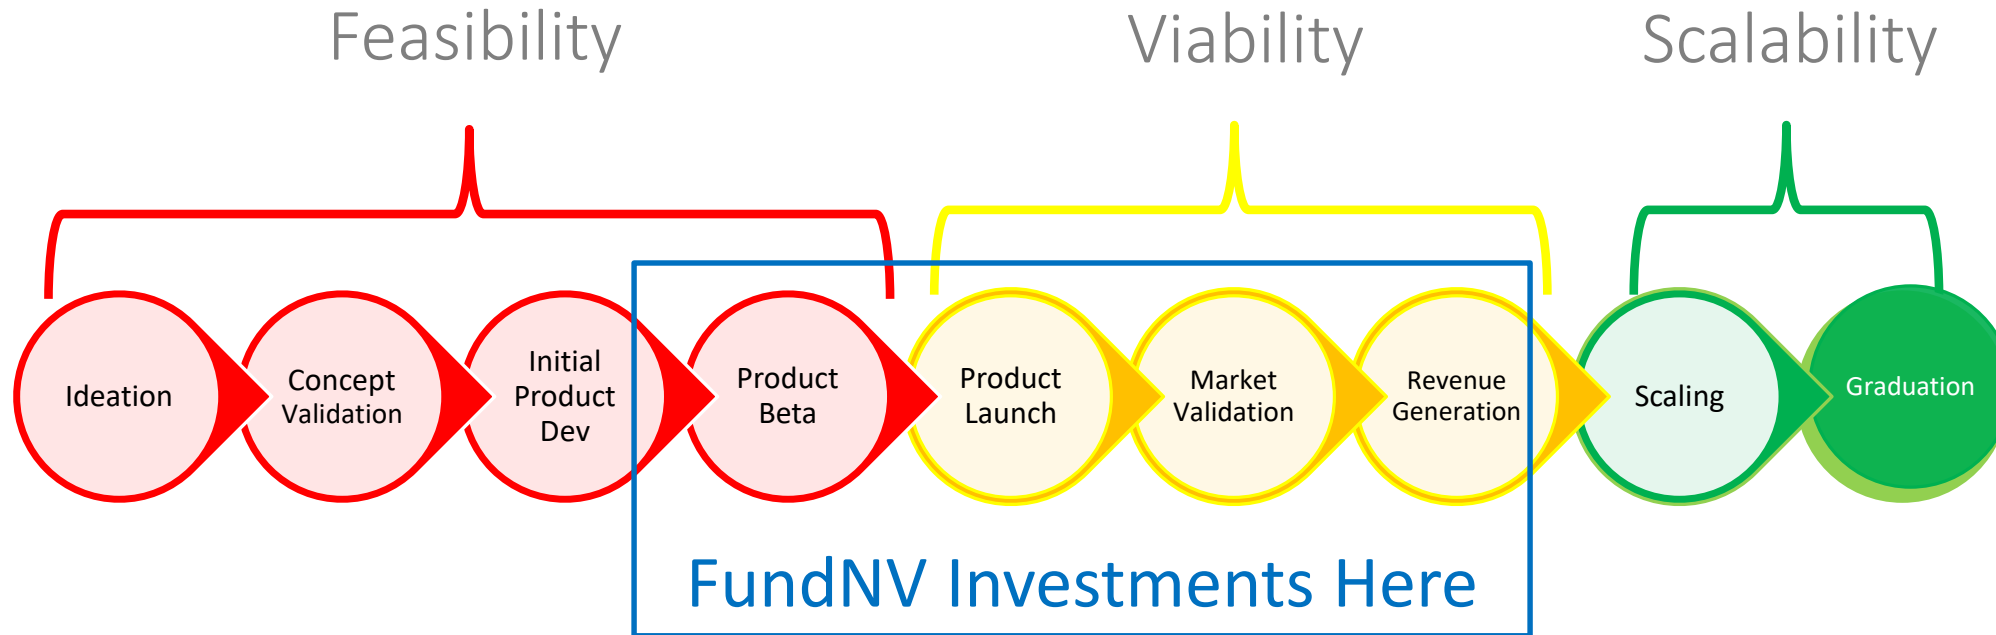 Feasibility
Viability
Scalability
Ideation
Concept
Validation
Initial
Product
Dev
Product
Beta
Product
Launch
Market
Validation
Revenue
Generation
Scaling
Graduation
FundNV Investments Here